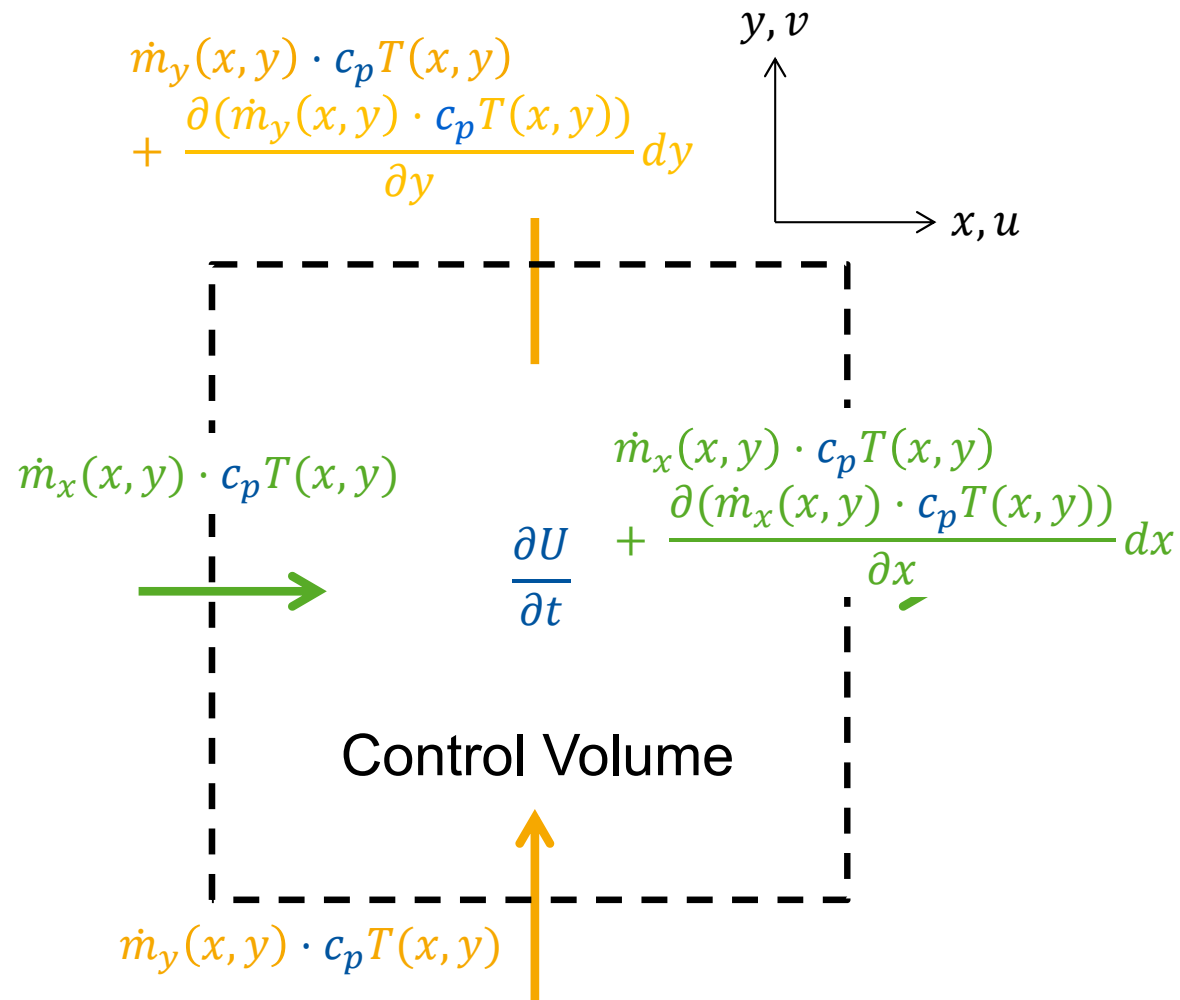 y, v
ṁ_y(x, y) · c_pT(x, y)
+ ∂(ṁ_y(x, y) · c_pT(x, y))/∂y dy
x, u
ṁ_x(x, y) · c_pT(x, y)
ṁ_x(x, y) · c_pT(x, y)
+ ∂(ṁ_x(x, y) · c_pT(x, y))/∂x dx
∂U/∂t
Control Volume
ṁ_y(x, y) · c_pT(x, y)